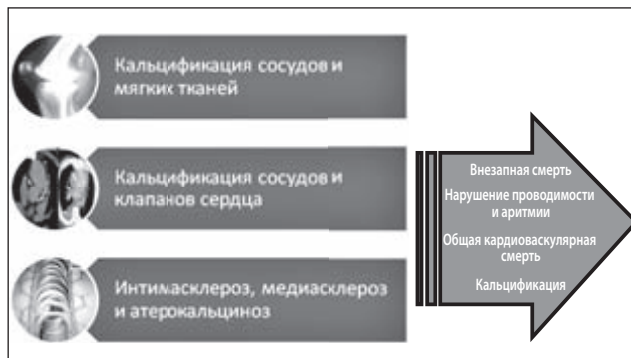 Кальцификация сосудов и
мягких тканей
Кальцификация сосудов и
клапанов сердца
Интимасклероз, медиасклероз
и атерокальциноз
Внезапная смерть
Нарушение проводимости
и аритмии
Общая кардиоваскулярная
смерть
Кальцификация